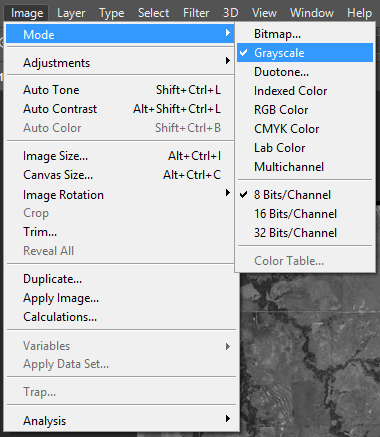 Image Layer Type Select Filter 3D View Window Help
Mode
Adjustments
Auto Tone Shift+Ctrl+L
Auto Contrast Alt+Shift+Ctrl+L
Auto Color Shift+Ctrl+B
Image Size... Alt+Ctrl+I
Canvas Size... Alt+Ctrl+C
Image Rotation
Crop
Trim...
Reveal All
Duplicate...
Apply Image...
Calculations...
Variables
Apply Data Set...
Trap...
Analysis
Bitmap...
Grayscale
Duotone...
Indexed Color
RGB Color
CMYK Color
Lab Color
Multichannel
8 Bits/Channel
16 Bits/Channel
32 Bits/Channel
Color Table...